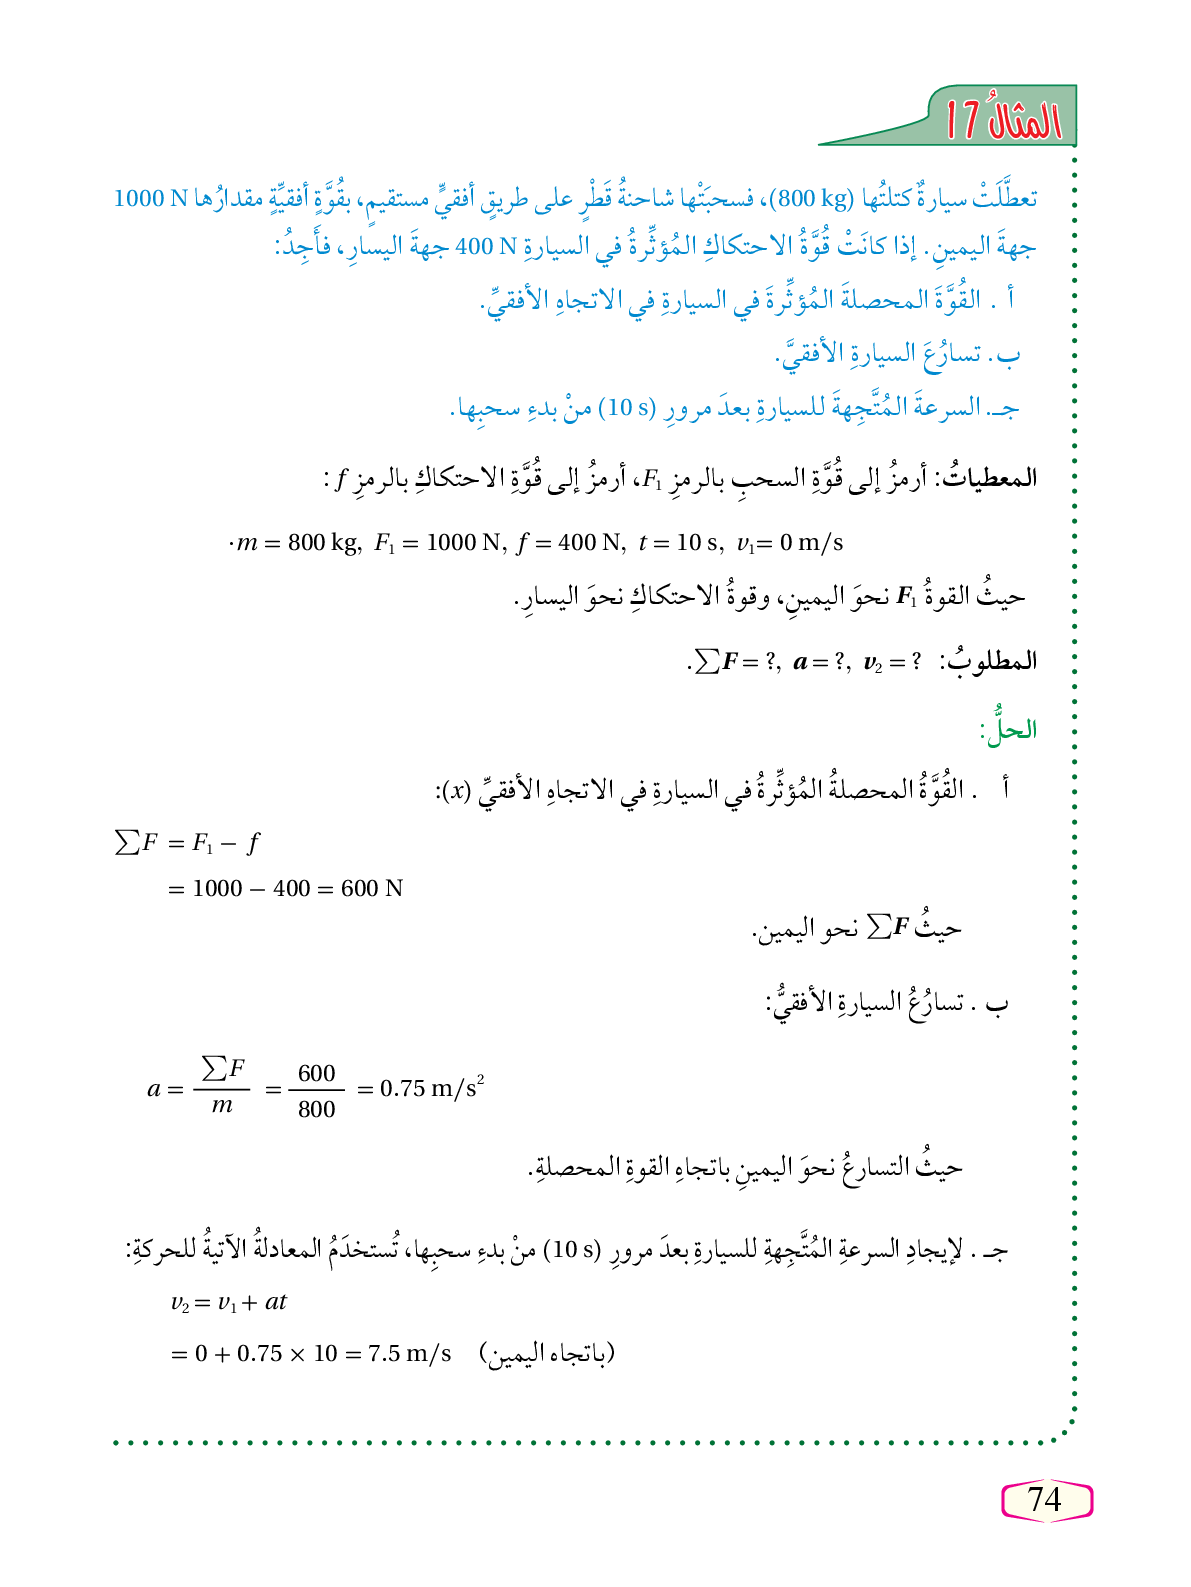 المثالُ 17
تعطَّلَتْ سيارةٌ كتلتُها (800 kg)، فسحبَتْها شاحنةُ قَطْرٍ على طريقٍ أفقيٍّ مستقيمٍ، بقُوَّةٍ أفقيَّةٍ مقدارُها 1000 N
جهةَ اليمينِ. إذا كانَتْ قُوَّةُ الاحتكاكِ المُؤثِّرةُ في السيارةِ 400 N جهةَ اليسارِ، فأَجِدُ:
أ . القُوَّةَ المحصلةَ المُؤثِّرةَ في السيارةِ في الاتجاهِ الأفقيِّ.
ب. تسارُعَ السيارةِ الأفقيَّ.
جـ. السرعةَ المُتَّجِهةَ للسيارةِ بعدَ مرورِ (10 s) منْ بدءِ سحبِها.
المعطياتُ: أرمزُ إلى قُوَّةِ السحبِ بالرمزِ F₁، أرمزُ إلى قُوَّةِ الاحتكاكِ بالرمزِ f :
·m = 800 kg, F₁ = 1000 N, f = 400 N, t = 10 s, v₁= 0 m/s
حيثُ القوةُ F₁ نحوَ اليمينِ، وقوةُ الاحتكاكِ نحوَ اليسارِ.
المطلوبُ: ∑F = ?, a = ?, v₂ = ?.
الحلُّ:
أ . القُوَّةُ المحصلةُ المُؤثِّرةُ في السيارةِ في الاتجاهِ الأفقيِّ (x):
∑F = F₁ − f
= 1000 − 400 = 600 N
حيثُ ∑F نحو اليمين.
ب . تسارُعُ السيارةِ الأفقيُّ:
a = ∑F/m = 600/800 = 0.75 m/s²
حيثُ التسارعُ نحوَ اليمينِ باتجاهِ القوةِ المحصلةِ.
جـ . لإيجادِ السرعةِ المُتَّجِهةِ للسيارةِ بعدَ مرورِ (10 s) منْ بدءِ سحبِها، تُستخدَمُ المعادلةُ الآتيةُ للحركةِ:
v₂ = v₁ + at
= 0 + 0.75 × 10 = 7.5 m/s (باتجاه اليمين)
74